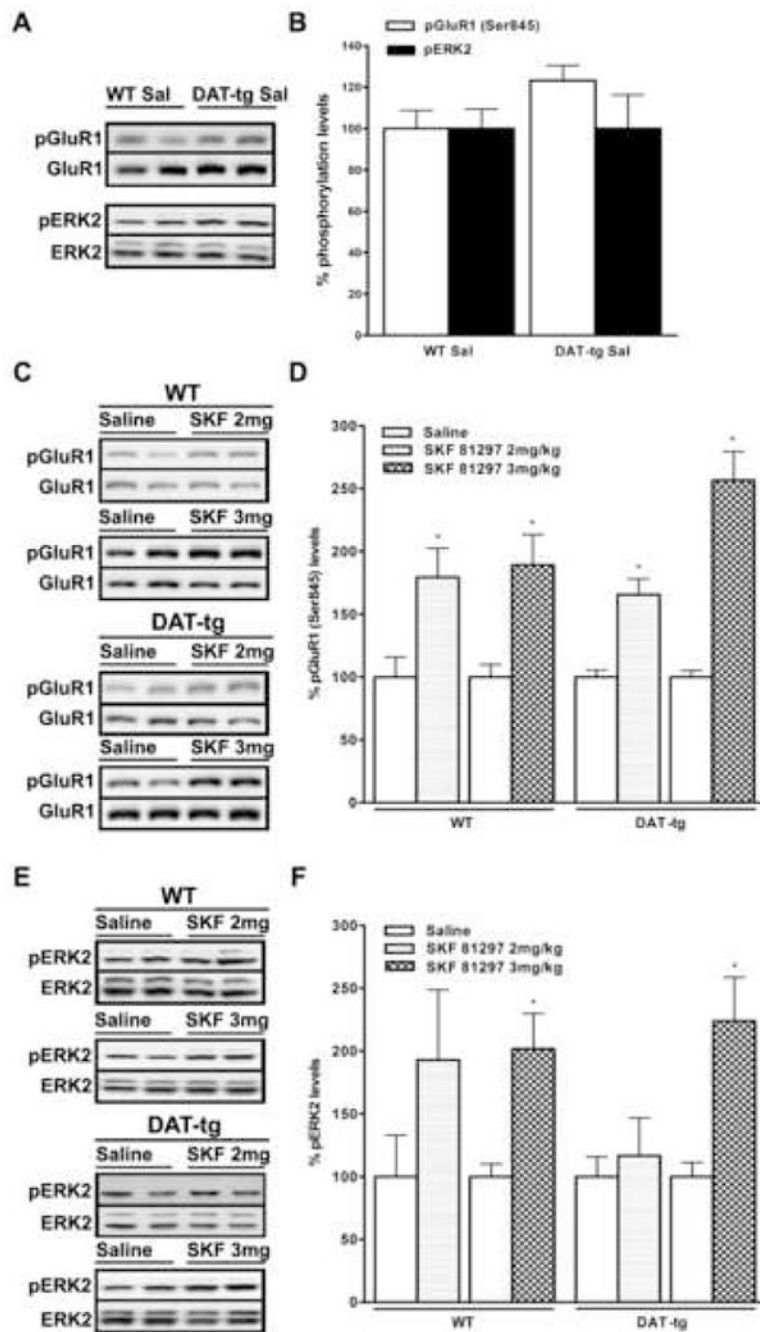 A
WT Sal DAT-tg Sal
pGluR1
GluR1
pERK2
ERK2
B
pGluR1 (Ser845)
pERK2
% phosphorylation levels
140
120
100
80
60
40
20
0
WT Sal DAT-tg Sal
C
WT
Saline SKF 2mg
pGluR1
GluR1
Saline SKF 3mg
pGluR1
GluR1
DAT-tg
Saline SKF 2mg
pGluR1
GluR1
Saline SKF 3mg
pGluR1
GluR1
D
Saline
SKF 81297 2mg/kg
SKF 81297 3mg/kg
% pGluR1 (Ser845) levels
300
250
200
150
100
50
0
* * * *
WT DAT-tg
E
WT
Saline SKF 2mg
pERK2
ERK2
Saline SKF 3mg
pERK2
ERK2
DAT-tg
Saline SKF 2mg
pERK2
ERK2
Saline SKF 3mg
pERK2
ERK2
F
Saline
SKF 81297 2mg/kg
SKF 81297 3mg/kg
% pERK2 levels
300
250
200
150
100
50
0
* *
WT DAT-tg